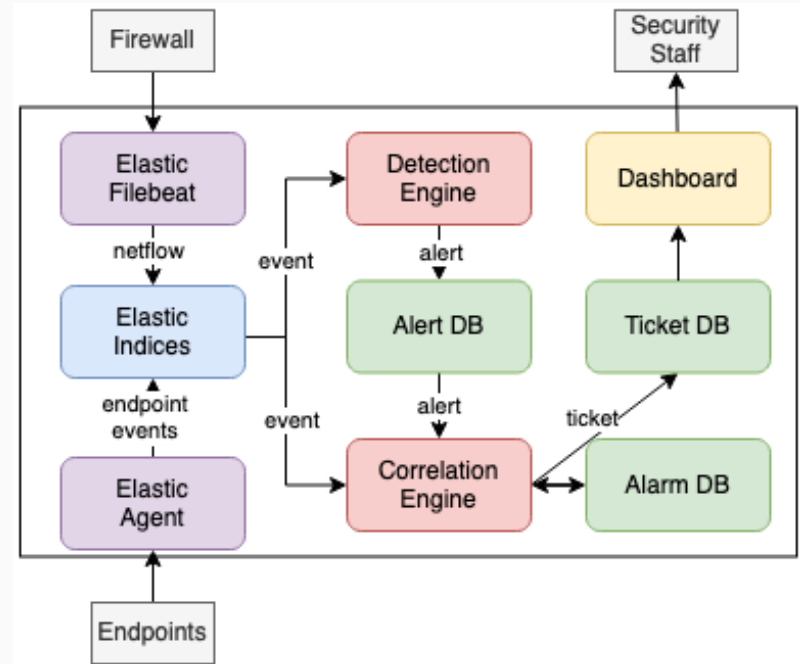 Firewall
Security
Staff
Elastic
Filebeat
Detection
Engine
Dashboard
netflow
event
alert
Elastic
Indices
Alert DB
Ticket DB
endpoint
events
event
alert
ticket
Elastic
Agent
Correlation
Engine
Alarm DB
Endpoints